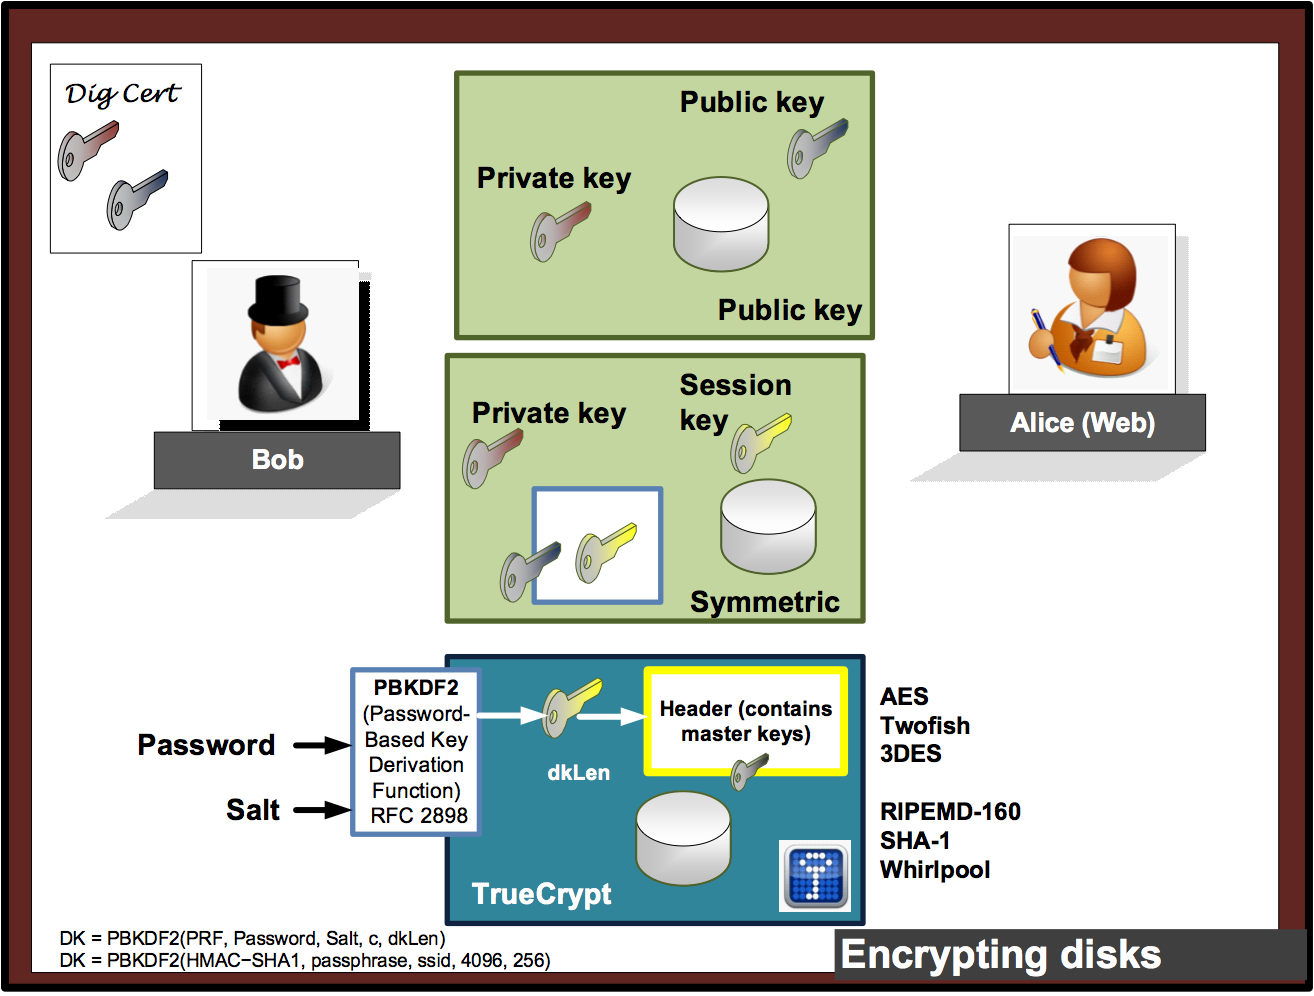 Dig Cert
Public key
Private key
Public key
Bob
Alice (Web)
Session
key
Private key
Symmetric
PBKDF2
(Password-
Based Key
Derivation
Function)
RFC 2898
Password
Salt
dkLen
Header (contains
master keys)
TrueCrypt
AES
Twofish
3DES
RIPEMD-160
SHA-1
Whirlpool
DK = PBKDF2(PRF, Password, Salt, c, dkLen)
DK = PBKDF2(HMAC−SHA1, passphrase, ssid, 4096, 256)
Encrypting disks